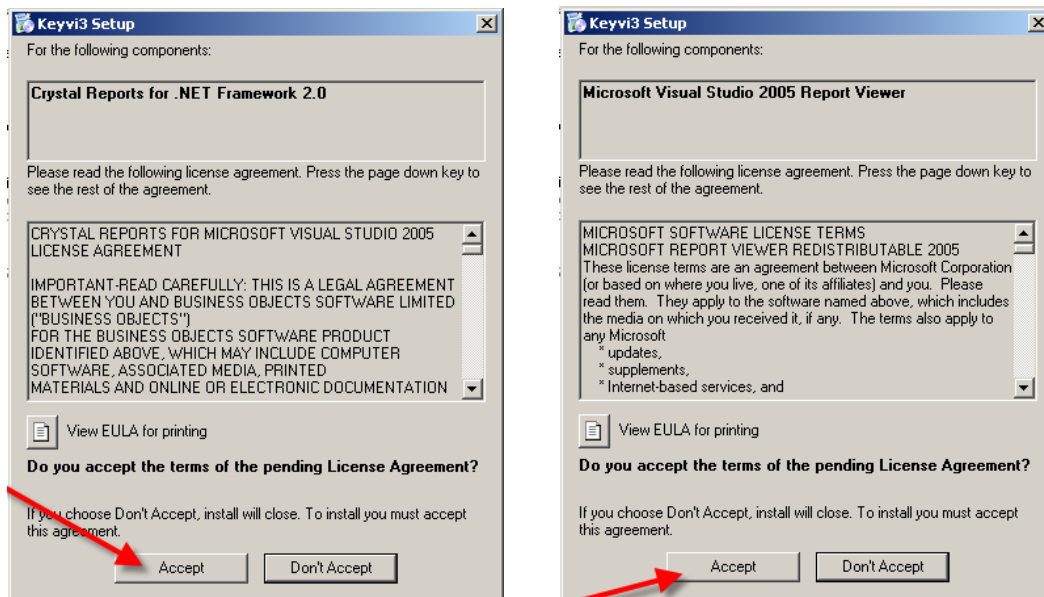 Keyvi3 Setup
For the following components:
Crystal Reports for .NET Framework 2.0
Please read the following license agreement. Press the page down key to
see the rest of the agreement.
CRYSTAL REPORTS FOR MICROSOFT VISUAL STUDIO 2005
LICENSE AGREEMENT
IMPORTANT-READ CAREFULLY: THIS IS A LEGAL AGREEMENT
BETWEEN YOU AND BUSINESS OBJECTS SOFTWARE LIMITED
("BUSINESS OBJECTS")
FOR THE BUSINESS OBJECTS SOFTWARE PRODUCT
IDENTIFIED ABOVE, WHICH MAY INCLUDE COMPUTER
SOFTWARE, ASSOCIATED MEDIA, PRINTED
MATERIALS AND ONLINE OR ELECTRONIC DOCUMENTATION
View EULA for printing
Do you accept the terms of the pending License Agreement?
If you choose Don't Accept, install will close. To install you must accept
this agreement.
Accept
Don't Accept
Keyvi3 Setup
For the following components:
Microsoft Visual Studio 2005 Report Viewer
Please read the following license agreement. Press the page down key to
see the rest of the agreement.
MICROSOFT SOFTWARE LICENSE TERMS
MICROSOFT REPORT VIEWER REDISTRIBUTABLE 2005
These license terms are an agreement between Microsoft Corporation
(or based on where you live, one of its affiliates) and you. Please
read them. They apply to the software named above, which includes
the media on which you received it, if any. The terms also apply to
any Microsoft
* updates,
* supplements,
* Internet-based services, and
View EULA for printing
Do you accept the terms of the pending License Agreement?
If you choose Don't Accept, install will close. To install you must accept
this agreement.
Accept
Don't Accept